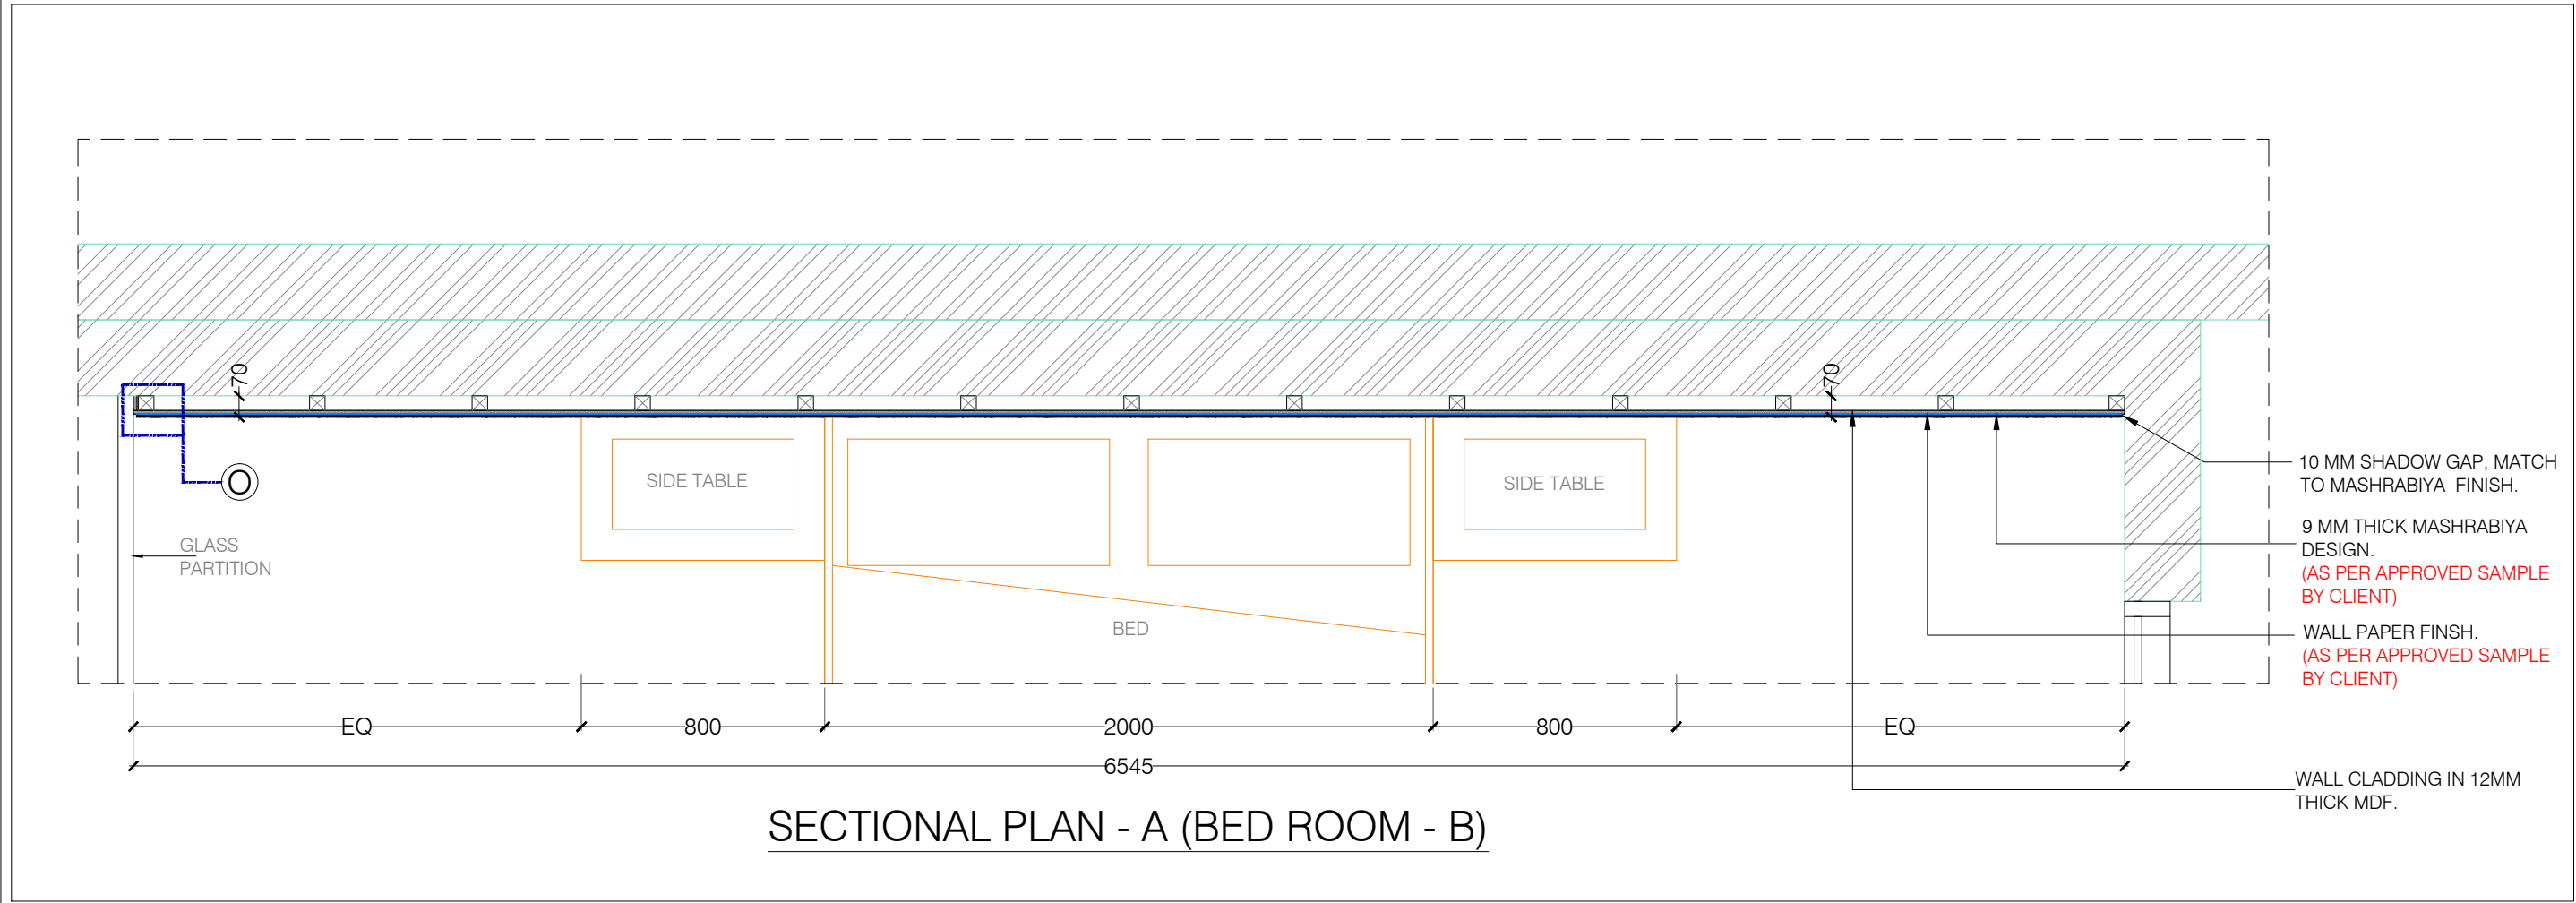 70
70
O
SIDE TABLE
SIDE TABLE
10 MM SHADOW GAP, MATCH
TO MASHRABIYA FINISH.
GLASS
PARTITION
9 MM THICK MASHRABIYA
DESIGN.
(AS PER APPROVED SAMPLE
BY CLIENT)
BED
WALL PAPER FINSH.
(AS PER APPROVED SAMPLE
BY CLIENT)
EQ
800
2000
800
EQ
6545
WALL CLADDING IN 12MM
THICK MDF.
SECTIONAL PLAN - A (BED ROOM - B)